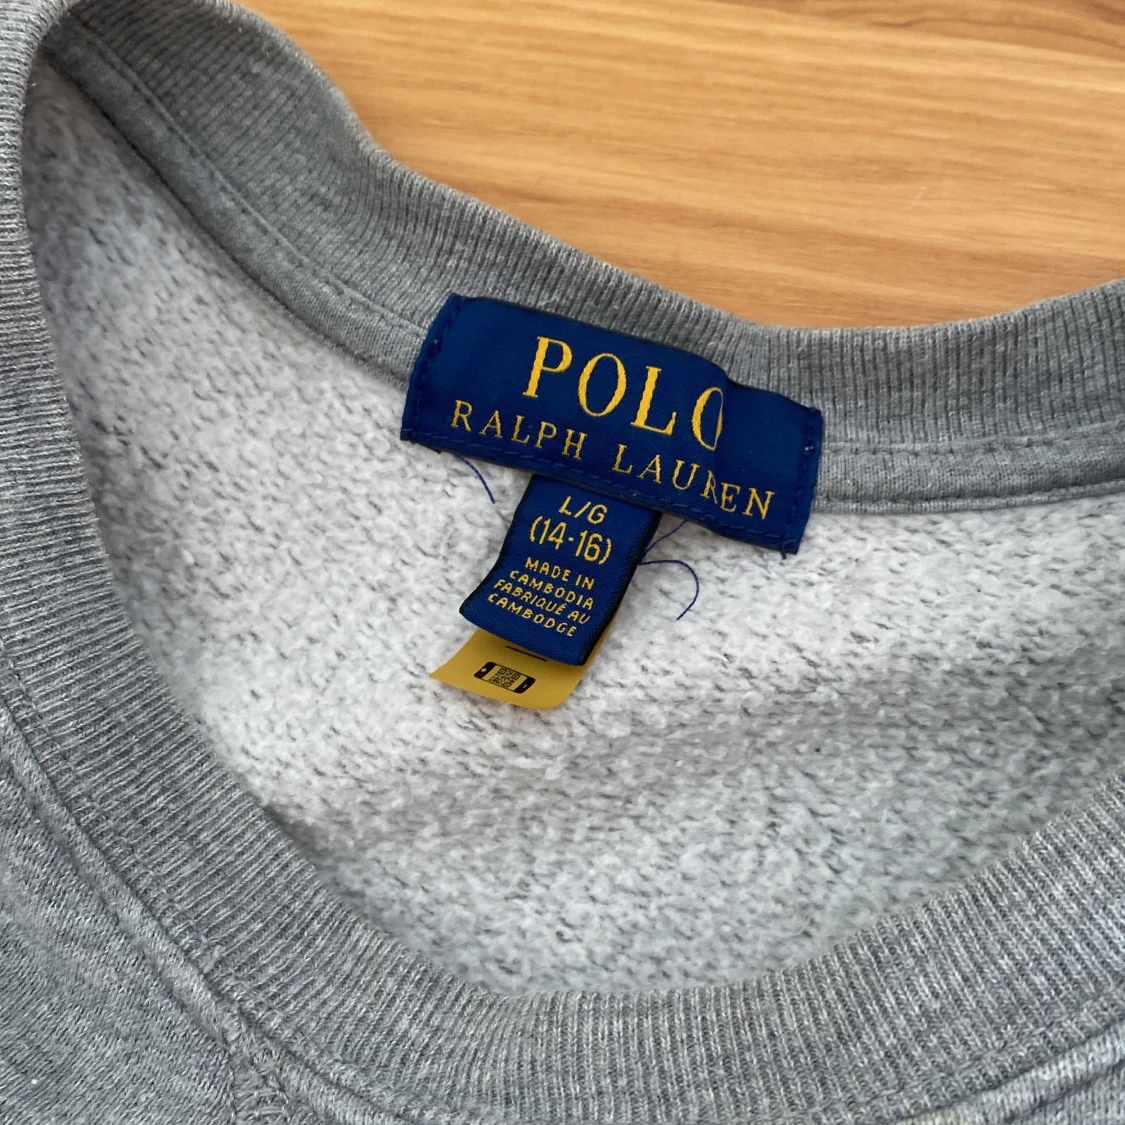 POLO
RALPH LAUREN
L/G
(14-16)
MADE IN
CAMBODIA
FABRIQUÉ AU
CAMBODGE